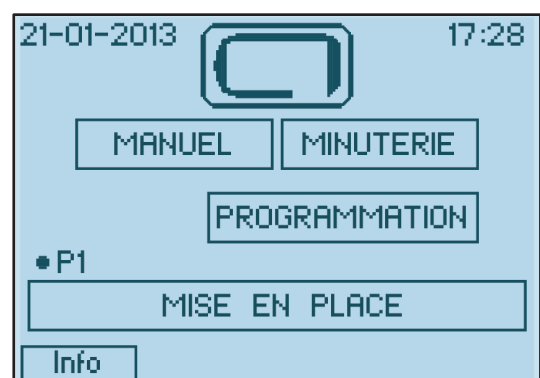 21-01-2013 17:28
MANUEL MINUTERIE
PROGRAMMATION
•P1
MISE EN PLACE
Info